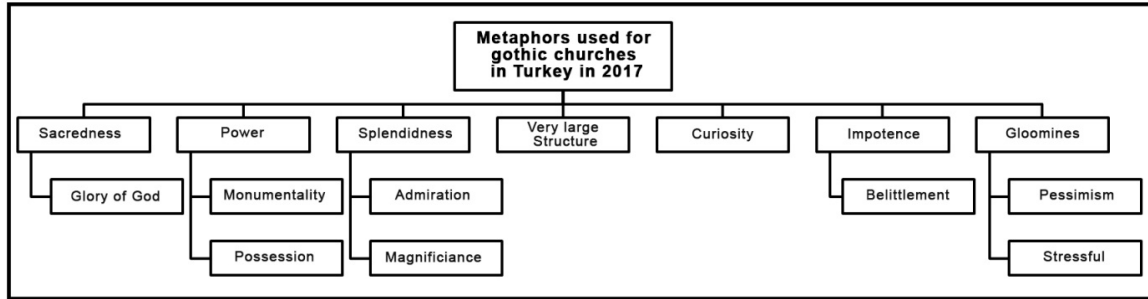 Metaphors used for
gothic churches
in Turkey in 2017
Sacredness
Power
Splendidness
Very large
Structure
Curiosity
Impotence
Gloomines
Glory of God
Monumentality
Admiration
Belittlement
Pessimism
Possession
Magnificiance
Stressful